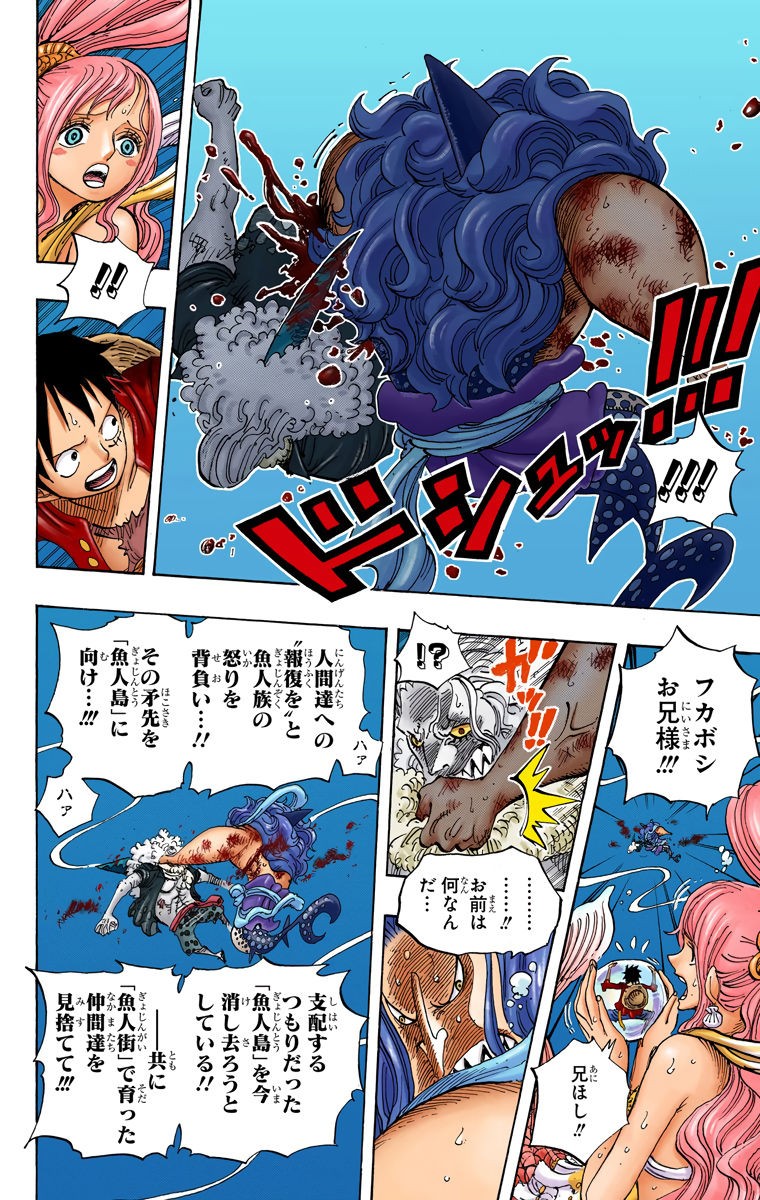 ドシュッ!!!
!!!
!!
フカボシ
お兄様!!!
兄ほし!!
ガッ!!
!?
………
……!!
お前は
何なん
だ…
人間達への
〝報復を〟と
魚人族の
怒りを
背負い…!!
その矛先を
「魚人島」に
向け…!!!
ハァ
ハァ
支配する
つもりだった
「魚人島」を今
消し去ろうと
している!!
――共に
「魚人街」で育った
仲間達を
見捨てて!!!